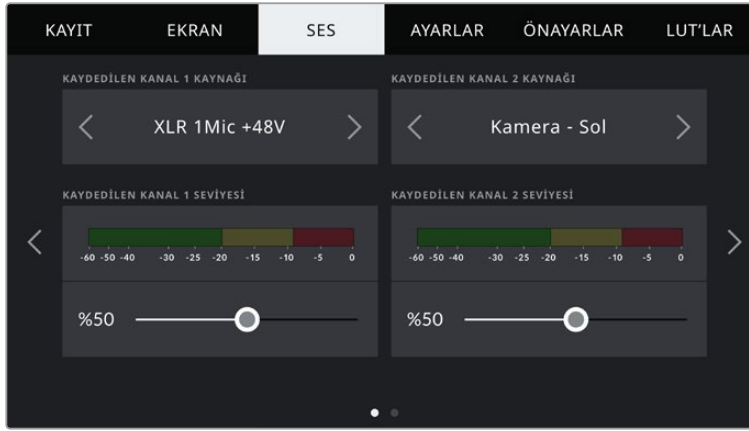 KAYIT EKRAN SES AYARLAR ÖNAYARLAR LUT'LAR
KAYDEDİLEN KANAL 1 KAYNAĞI KAYDEDİLEN KANAL 2 KAYNAĞI
XLR 1Mic +48V Kamera - Sol
KAYDEDİLEN KANAL 1 SEVİYESİ KAYDEDİLEN KANAL 2 SEVİYESİ
-60 -50 -40 -30 -25 -20 -15 -10 -5 0 -60 -50 -40 -30 -25 -20 -15 -10 -5 0
%50 %50